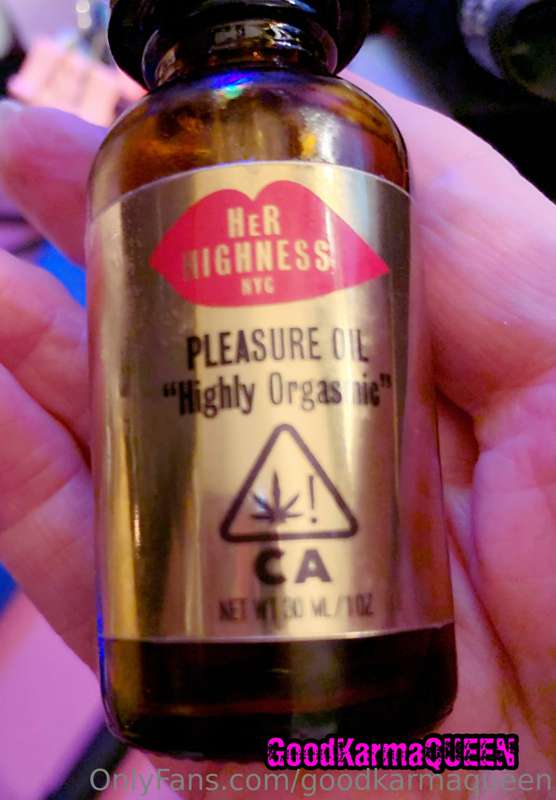 HeR
HIGHNESS
NYC
PLEASURE OIL
"Highly Orgasmic"
CA
NET WT 30 ML/1 OZ
GoodKarmaQUEEN
OnlyFans.com/goodkarmaqueen